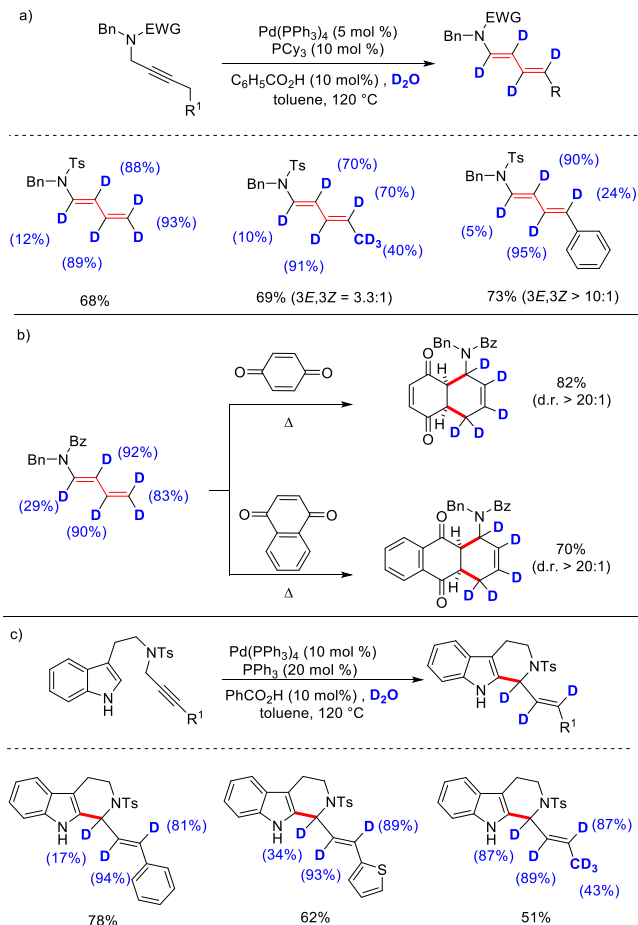 a)
Bn N EWG
R1
Pd(PPh3)4 (5 mol %)
PCy3 (10 mol %)
C6H5CO2H (10 mol%) , D2O
toluene, 120 °C
EWG
Bn N
D D
D D
R
Ts
Bn N
D (88%)
D D (93%)
(12%) D D
(89%)
68%
Ts
Bn N
(70%)
D D (70%)
D D CD3
(10%) (40%)
(91%)
69% (3E,3Z = 3.3:1)
Ts
Bn N
(90%)
D D (24%)
D D
(5%)
(95%)
73% (3E,3Z > 10:1)
b)
Bz
Bn N
D (92%)
D D (83%)
(29%) D D
(90%)
O O
Δ
O
O
Δ
Bn N Bz
O H D
D
D
H
O D D
82%
(d.r. > 20:1)
Bn N Bz
O H D
D
D
H
O D D
70%
(d.r. > 20:1)
c)
NTs
N
H
R1
Pd(PPh3)4 (10 mol %)
PPh3 (20 mol %)
PhCO2H (10 mol%) , D2O
toluene, 120 °C
NTs
N
H D D
D
R1
NTs
N
H D D (81%)
(17%) D
(94%)
78%
NTs
N
H D D (89%)
(34%) D
(93%) S
62%
NTs
N
H D D (87%)
(87%) D CD3
(89%) (43%)
51%